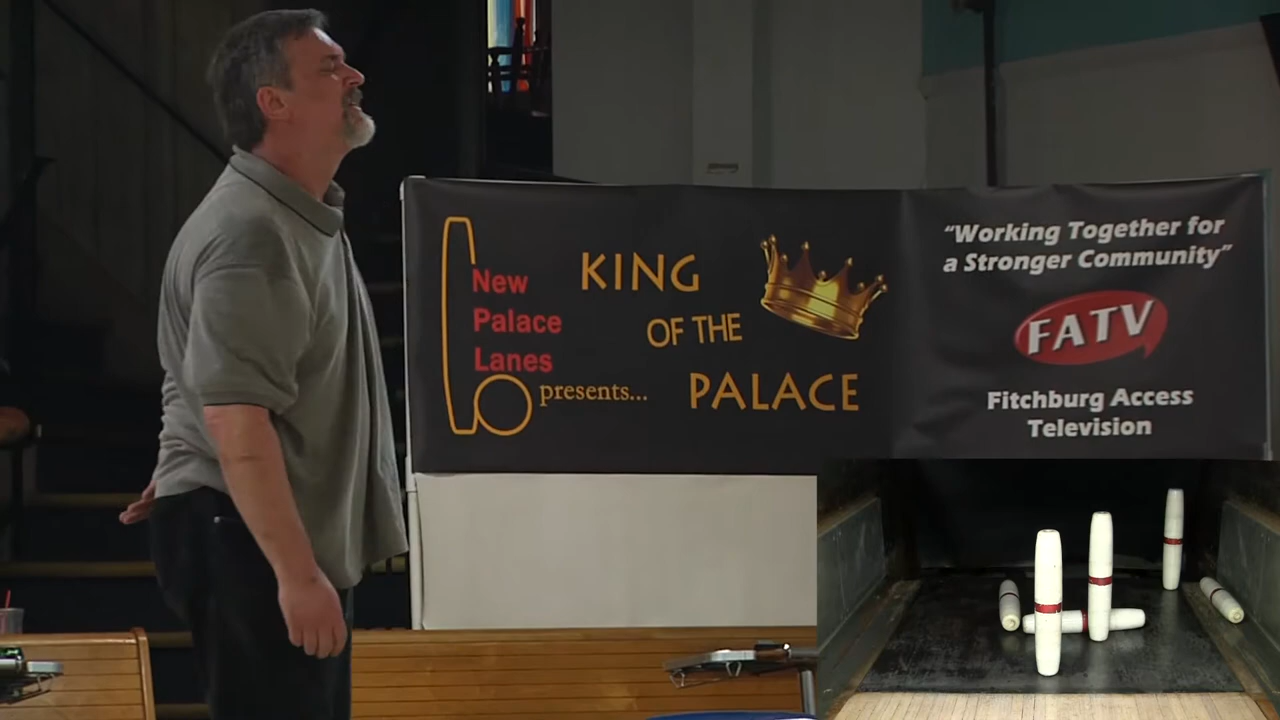 New
Palace
Lanes
presents...
KING
OF THE
PALACE
“Working Together for
a Stronger Community”
FATV
Fitchburg Access
Television